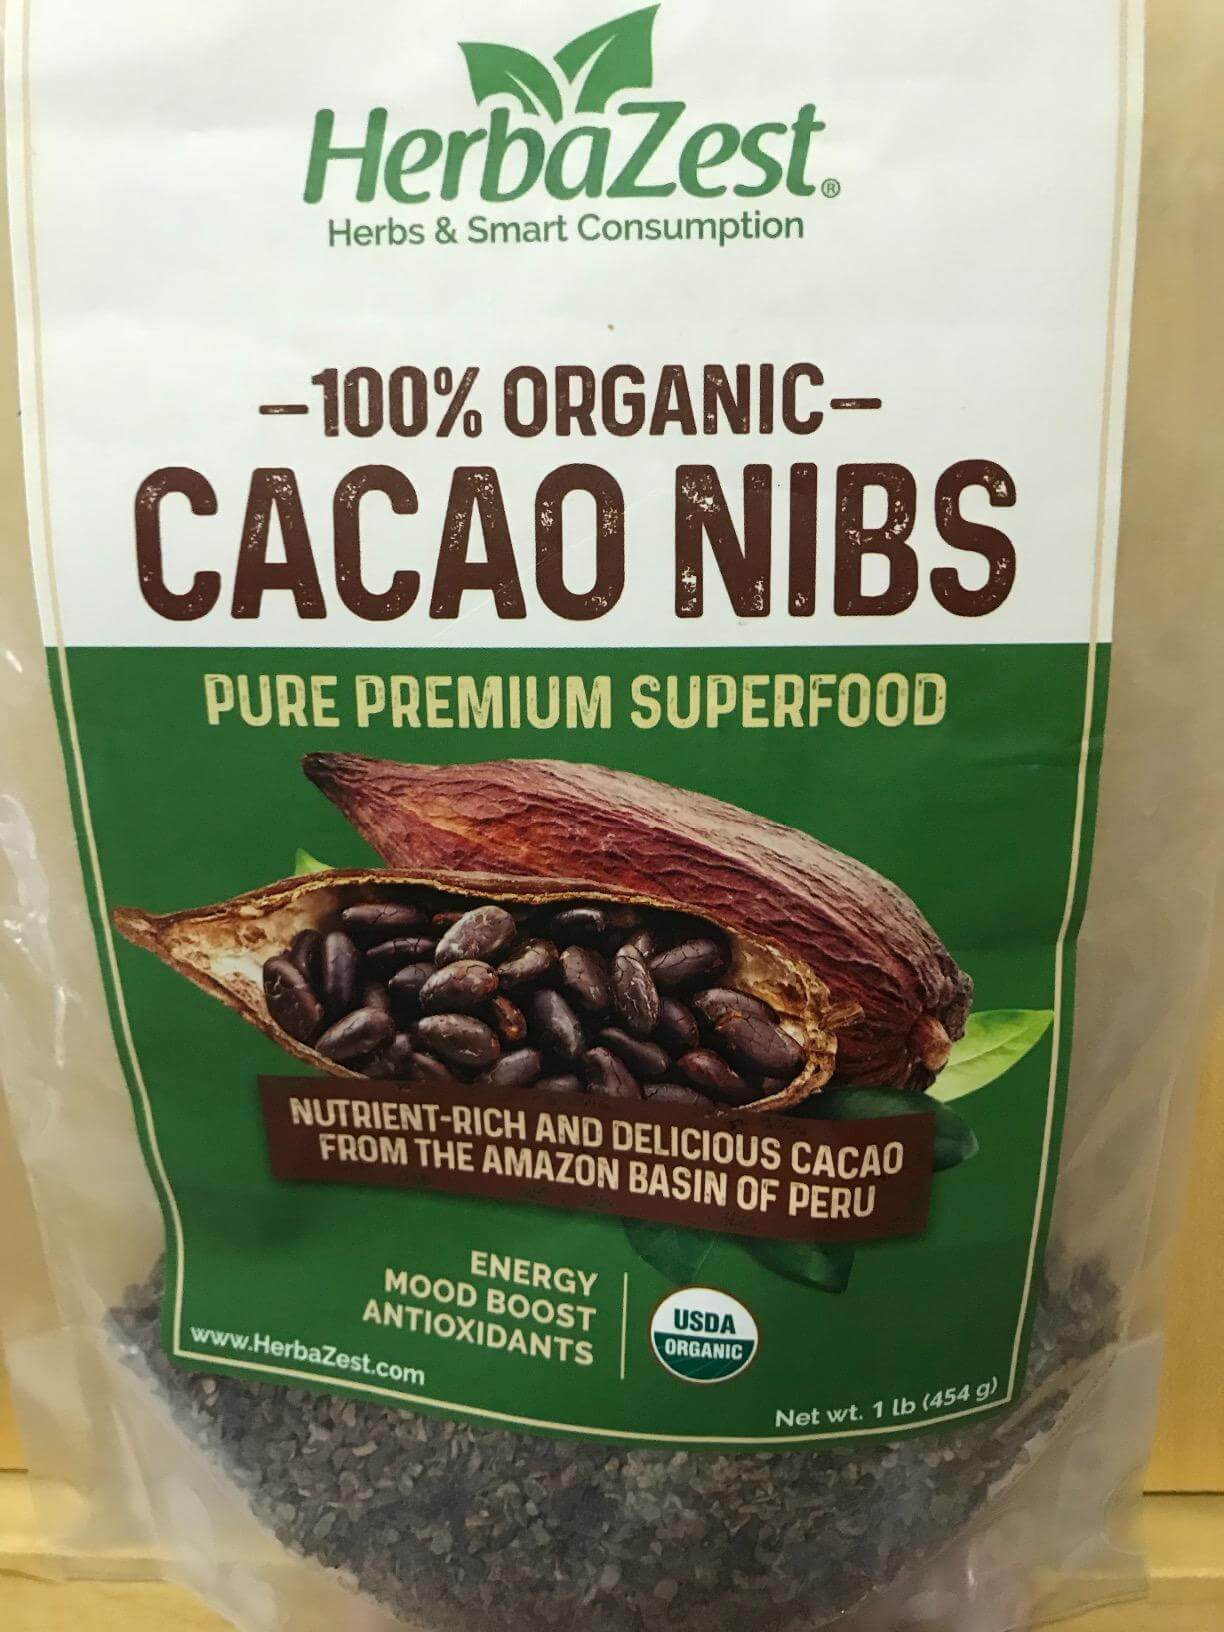 HerbaZest®
Herbs & Smart Consumption
–100% ORGANIC–
CACAO NIBS
PURE PREMIUM SUPERFOOD
NUTRIENT-RICH AND DELICIOUS CACAO
FROM THE AMAZON BASIN OF PERU
ENERGY
MOOD BOOST
ANTIOXIDANTS
USDA
ORGANIC
www.HerbaZest.com
Net wt. 1 lb (454 g)